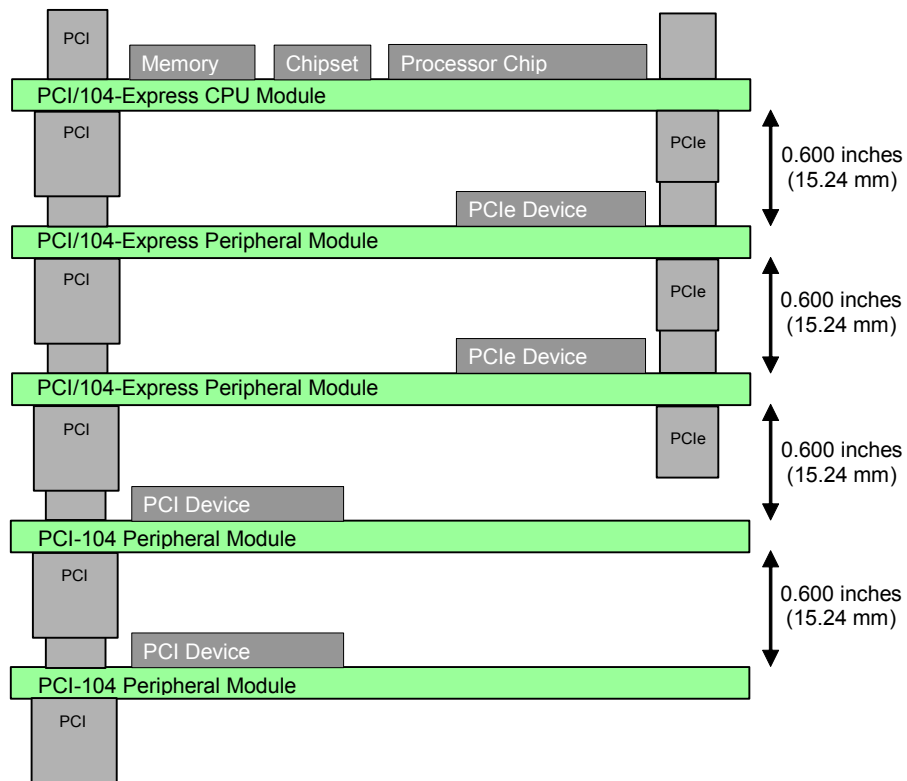 PCI
Memory
Chipset
Processor Chip
PCI/104-Express CPU Module
PCI
PCIe
0.600 inches
(15.24 mm)
PCIe Device
PCI/104-Express Peripheral Module
PCI
PCIe
0.600 inches
(15.24 mm)
PCIe Device
PCI/104-Express Peripheral Module
PCI
PCIe
0.600 inches
(15.24 mm)
PCI Device
PCI-104 Peripheral Module
PCI
0.600 inches
(15.24 mm)
PCI Device
PCI-104 Peripheral Module
PCI